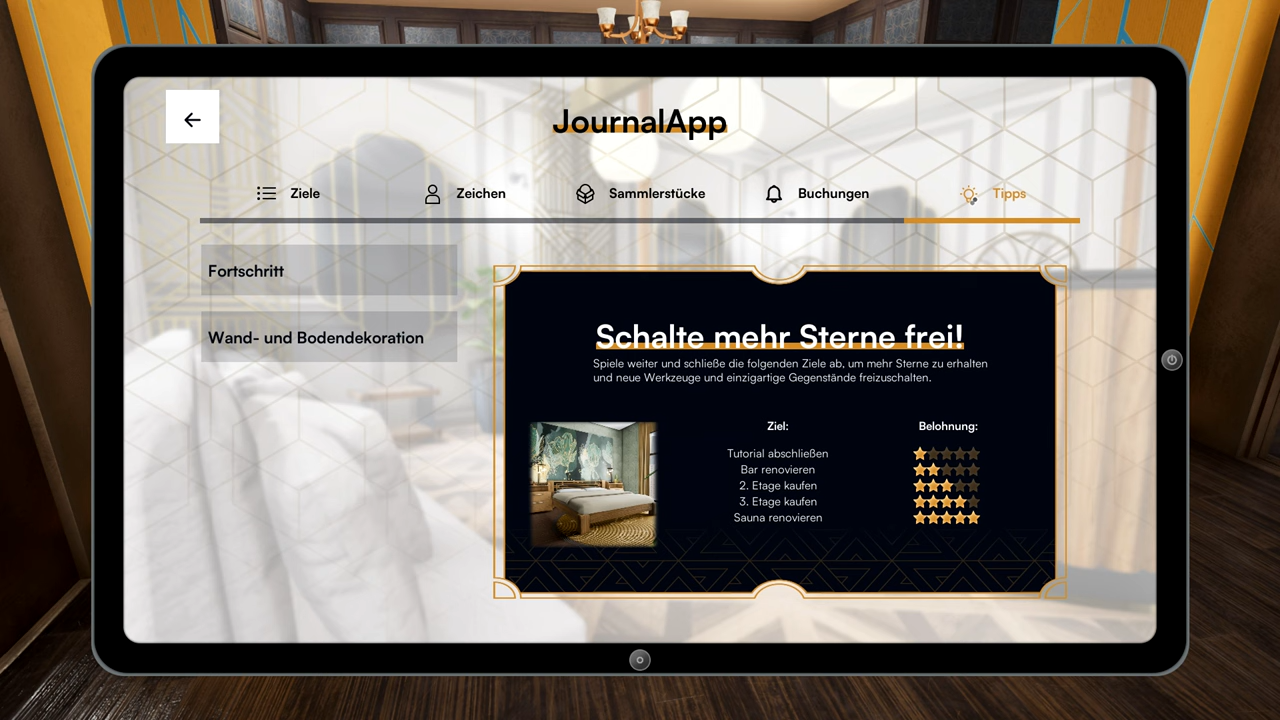 JournalApp
Ziele
Zeichen
Sammlerstücke
Buchungen
Tipps
Fortschritt
Wand- und Bodendekoration
Schalte mehr Sterne frei!
Spiele weiter und schließe die folgenden Ziele ab, um mehr Sterne zu erhalten
und neue Werkzeuge und einzigartige Gegenstände freizuschalten.
Ziel:
Belohnung:
Tutorial abschließen
Bar renovieren
2. Etage kaufen
3. Etage kaufen
Sauna renovieren